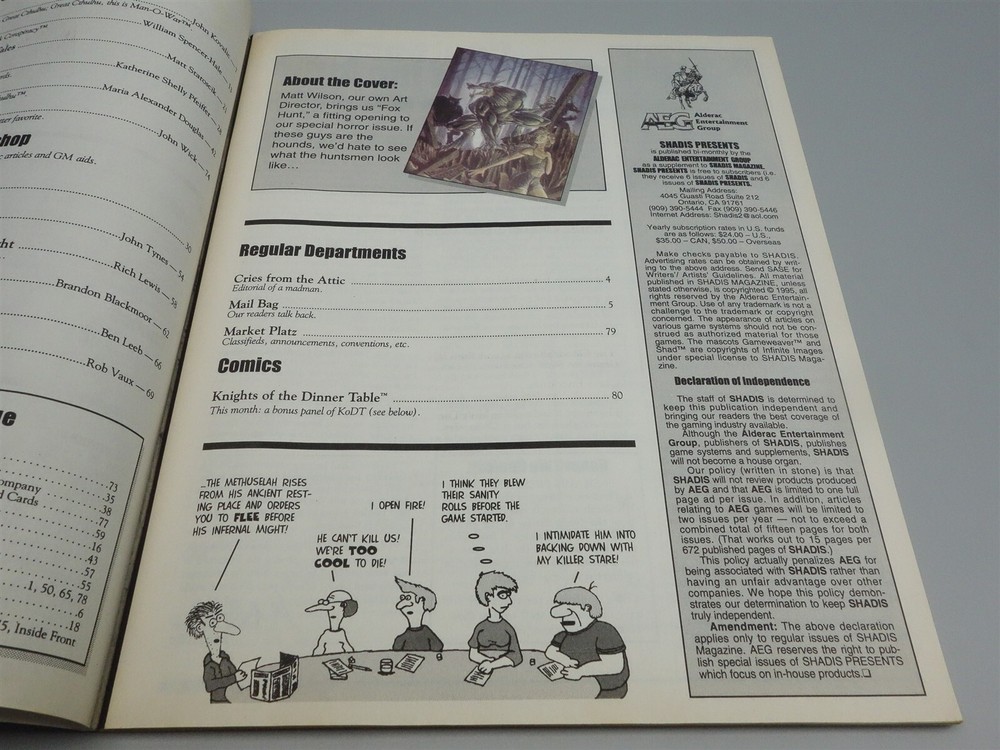 Great Cthulhu, this is Man-O-War™
John Kovalic
Conspiracy™
William Spencer-Hale
Matt Staroscik
Katherine Shelly Pfeiffer
Maria Alexander Douglas
favorite.
John Wick
articles and GM aids.
John Tynes — 54
Rich Lewis — 58
Brandon Blackmoor — 62
Ben Leeb — 66
Rob Vaux — 69
73
35
38
77
59
16
43
57
55
1, 50, 65, 78
6
18
Inside Front
About the Cover:
Matt Wilson, our own Art
Director, brings us "Fox
Hunt," a fitting opening to
our special horror issue. If
these guys are the
hounds, we'd hate to see
what the huntsmen look
like…
Regular Departments
Cries from the Attic 4
Editorial of a madman.
Mail Bag 5
Our readers talk back.
Market Platz 79
Classifieds, announcements, conventions, etc.
Comics
Knights of the Dinner Table™ 80
This month: a bonus panel of KoDT (see below).
...THE METHUSELAH RISES
FROM HIS ANCIENT REST-
ING PLACE AND ORDERS
YOU TO FLEE BEFORE
HIS INFERNAL MIGHT!
HE CAN'T KILL US!
WE'RE TOO
COOL TO DIE!
I OPEN FIRE!
I THINK THEY BLEW
THEIR SANITY
ROLLS BEFORE THE
GAME STARTED.
I INTIMIDATE HIM INTO
BACKING DOWN WITH
MY KILLER STARE!
AEG Alderac
Entertainment
Group
SHADIS PRESENTS
is published bi-monthly by the
ALDERAC ENTERTAINMENT GROUP
as a supplement to SHADIS MAGAZINE.
SHADIS PRESENTS is free to subscribers (i.e.
they receive 6 issues of SHADIS and 6
issues of SHADIS PRESENTS.
Mailing Address:
4045 Guasti Road Suite 212
Ontario, CA 91761
(909) 390-5444 Fax (909) 390-5446
Internet Address: Shadis2@aol.com
Yearly subscription rates in U.S. funds
are as follows: $24.00 – U.S.,
$35.00 – CAN, $50.00 – Overseas
Make checks payable to SHADIS.
Advertising rates can be obtained by writ-
ing to the above address. Send SASE for
Writers'/ Artists' Guidelines. All material
published in SHADIS MAGAZINE, unless
stated otherwise, is copyrighted © 1995, all
rights reserved by the Alderac Entertain-
ment Group. Use of any trademark is not a
challenge to the trademark or copyright
concerned. The appearance of articles on
various game systems should not be con-
strued as authorized material for those
games. The mascots Gameweaver™ and
Shad™ are copyrights of Infinite Images
under special license to SHADIS Maga-
zine.
Declaration of Independence
The staff of SHADIS is determined to
keep this publication independent and
bringing our readers the best coverage of
the gaming industry available.
Although the Alderac Entertainment
Group, publishers of SHADIS, publishes
game systems and supplements, SHADIS
will not become a house organ.
Our policy (written in stone) is that
SHADIS will not review products produced
by AEG and that AEG is limited to one full
page ad per issue. In addition, articles
relating to AEG games will be limited to
two issues per year — not to exceed a
combined total of fifteen pages for both
issues. (That works out to 15 pages per
672 published pages of SHADIS.)
This policy actually penalizes AEG for
being associated with SHADIS rather than
having an unfair advantage over other
companies. We hope this policy demon-
strates our determination to keep SHADIS
truly independent.
Amendment: The above declaration
applies only to regular issues of SHADIS
Magazine. AEG reserves the right to pub-
lish special issues of SHADIS PRESENTS
which focus on in-house products.❑